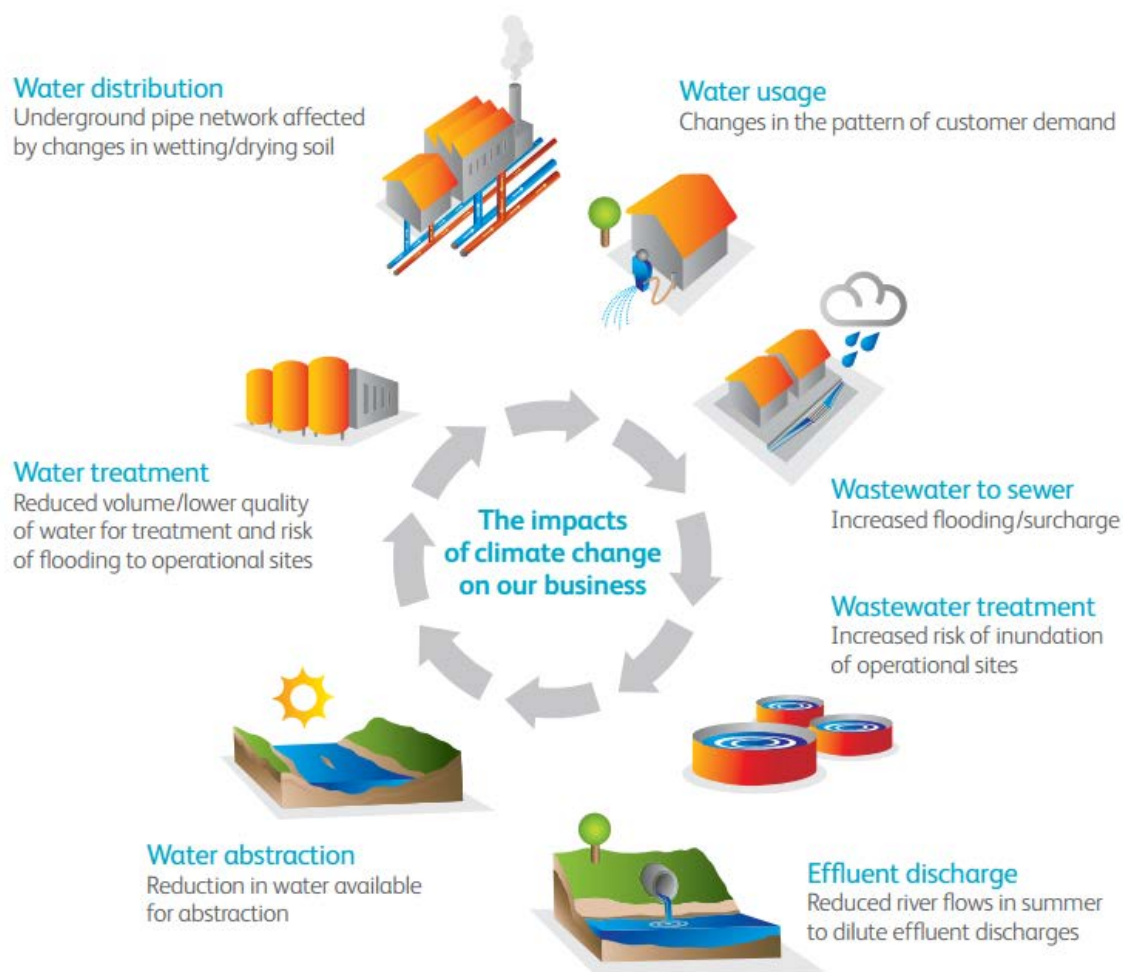 Water distribution
Underground pipe network affected
by changes in wetting/drying soil
Water usage
Changes in the pattern of customer demand
Water treatment
Reduced volume/lower quality
of water for treatment and risk
of flooding to operational sites
The impacts
of climate change
on our business
Wastewater to sewer
Increased flooding/surcharge
Wastewater treatment
Increased risk of inundation
of operational sites
Water abstraction
Reduction in water available
for abstraction
Effluent discharge
Reduced river flows in summer
to dilute effluent discharges